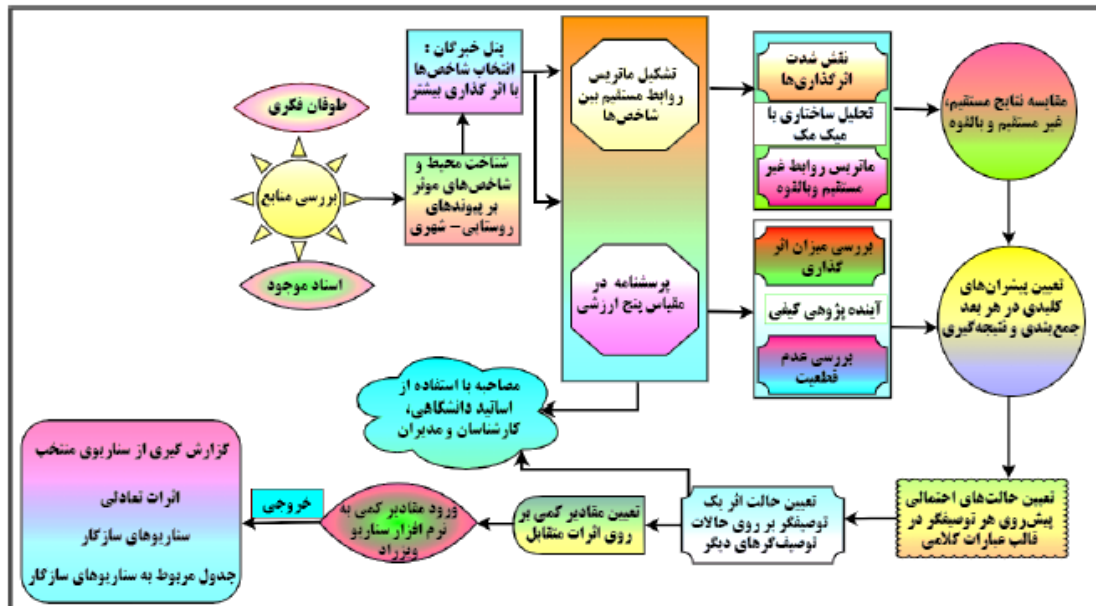 طوفان فکری
بررسی منابع
اسناد موجود
پنل خبرگان :
انتخاب شاخص‌ها
با اثر گذاری بیشتر
شناخت محیط و
شاخص‌های موثر
بر پیوندهای
روستایی – شهری
تشکیل ماتریس
روابط مستقیم بین
شاخص‌ها
پرسشنامه در
مقیاس پنج ارزشی
نقش شدت
اثرگذاری‌ها
تحلیل ساختاری با
میک مک
ماتریس روابط غیر
مستقیم وبالقوه
بررسی میزان اثر
گذاری
آینده پژوهی کیفی
بررسی عدم
قطعیت
مقایسه نتایج مستقیم،
غیر مستقیم و بالقوه
تعیین پیشران‌های
کلیدی در هر بعد
جمع‌بندی و نتیجه‌گیری
مصاحبه با استفاده از
اساتید دانشگاهی،
کارشناسان و مدیران
تعیین حالت‌های احتمالی
پیش‌روی هر توصیفگر در
قالب عبارات کلامی
تعیین حالت اثر یک
توصیفگر بر روی حالات
توصیف‌گرهای دیگر
تعیین مقادیر کمی بر
روی اثرات متقابل
ورود مقادیر کمی به
نرم افزار سناریو
ویزراد
خروجی
گزارش گیری از سناریوی منتخب
اثرات تعادلی
سناریوهای سازگار
جدول مربوط به سناریوهای سازگار